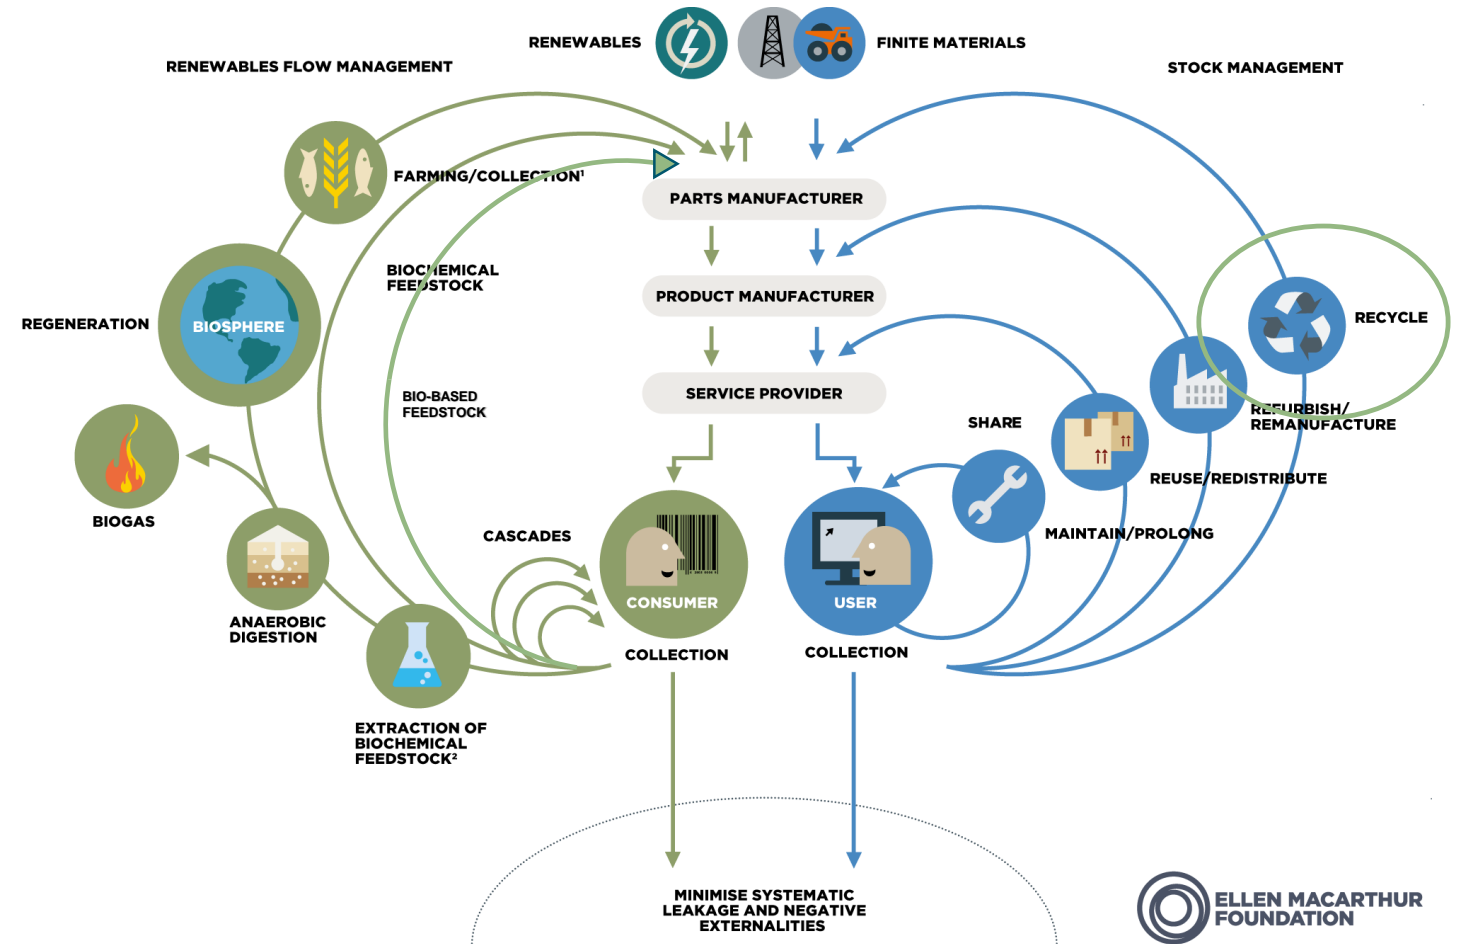 RENEWABLES
FINITE MATERIALS
RENEWABLES FLOW MANAGEMENT
STOCK MANAGEMENT
FARMING/COLLECTION¹
PARTS MANUFACTURER
BIOCHEMICAL
FEEDSTOCK
PRODUCT MANUFACTURER
REGENERATION
BIOSPHERE
RECYCLE
BIO-BASED
FEEDSTOCK
SERVICE PROVIDER
REFURBISH/
REMANUFACTURE
SHARE
REUSE/REDISTRIBUTE
BIOGAS
CASCADES
MAINTAIN/PROLONG
CONSUMER
USER
ANAEROBIC
DIGESTION
COLLECTION
COLLECTION
EXTRACTION OF
BIOCHEMICAL
FEEDSTOCK²
MINIMISE SYSTEMATIC
LEAKAGE AND NEGATIVE
EXTERNALITIES
ELLEN MACARTHUR
FOUNDATION